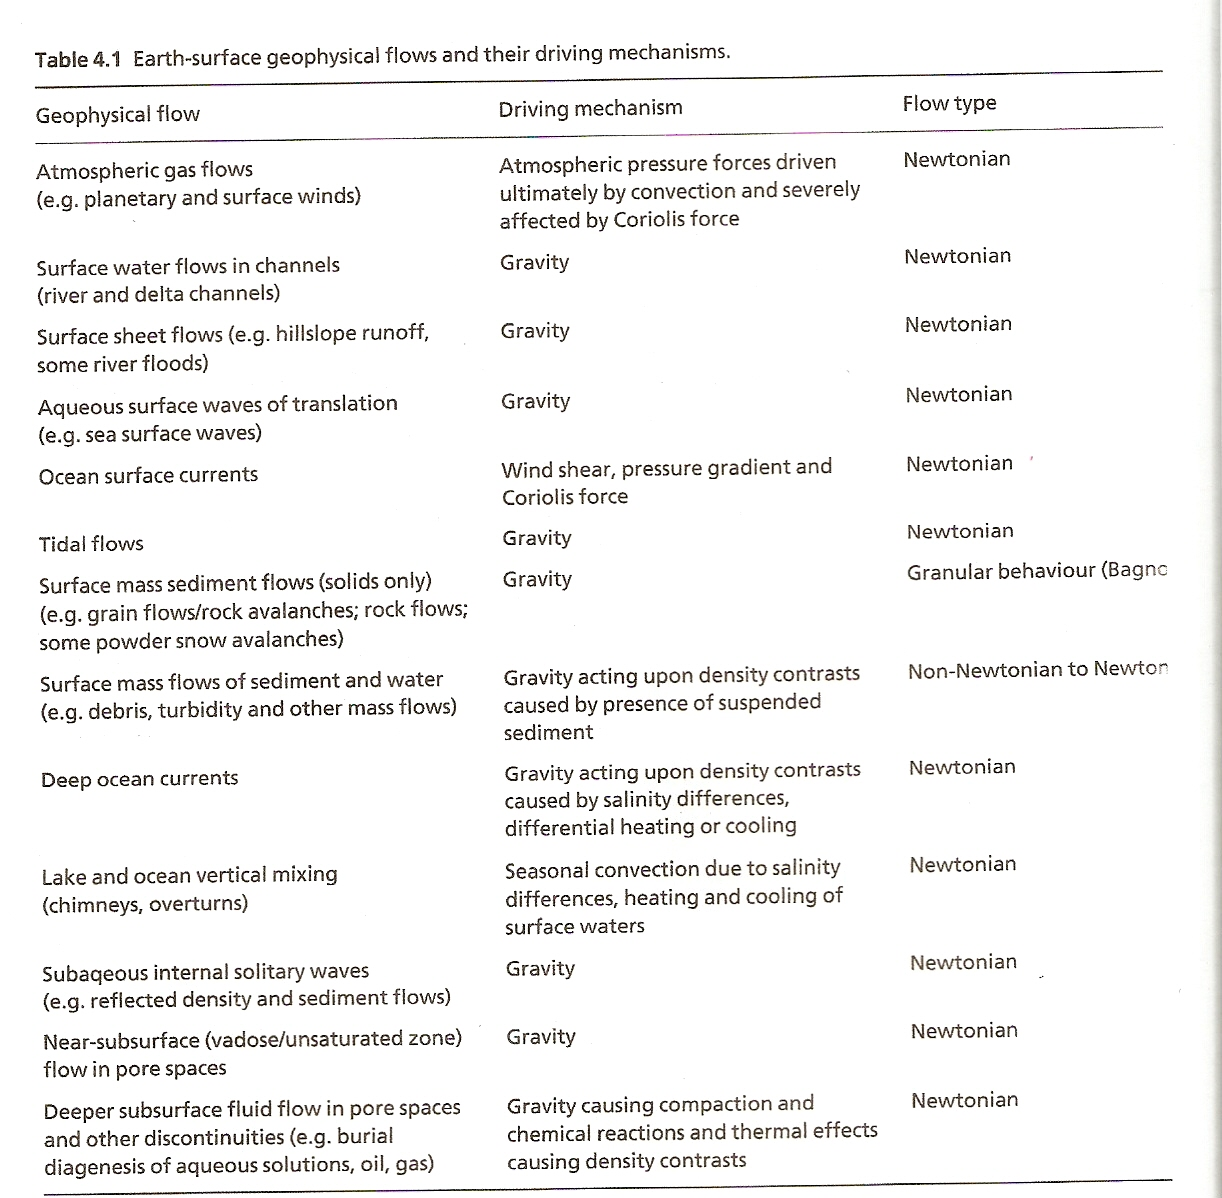 Table 4.1 Earth-surface geophysical flows and their driving mechanisms.
Geophysical flow Driving mechanism Flow type
Atmospheric gas flows
(e.g. planetary and surface winds)
Atmospheric pressure forces driven
ultimately by convection and severely
affected by Coriolis force
Newtonian
Surface water flows in channels
(river and delta channels)
Gravity
Newtonian
Surface sheet flows (e.g. hillslope runoff,
some river floods)
Gravity
Newtonian
Aqueous surface waves of translation
(e.g. sea surface waves)
Gravity
Newtonian
Ocean surface currents
Wind shear, pressure gradient and
Coriolis force
Newtonian
Tidal flows
Gravity
Newtonian
Surface mass sediment flows (solids only)
(e.g. grain flows/rock avalanches; rock flows;
some powder snow avalanches)
Gravity
Granular behaviour
Surface mass flows of sediment and water
(e.g. debris, turbidity and other mass flows)
Gravity acting upon density contrasts
caused by presence of suspended
sediment
Non-Newtonian to
Deep ocean currents
Gravity acting upon density contrasts
caused by salinity differences,
differential heating or cooling
Newtonian
Lake and ocean vertical mixing
(chimneys, overturns)
Seasonal convection due to salinity
differences, heating and cooling of
surface waters
Newtonian
Subaqeous internal solitary waves
(e.g. reflected density and sediment flows)
Gravity
Newtonian
Near-subsurface (vadose/unsaturated zone)
flow in pore spaces
Gravity
Newtonian
Deeper subsurface fluid flow in pore spaces
and other discontinuities (e.g. burial
diagenesis of aqueous solutions, oil, gas)
Gravity causing compaction and
chemical reactions and thermal effects
causing density contrasts
Newtonian